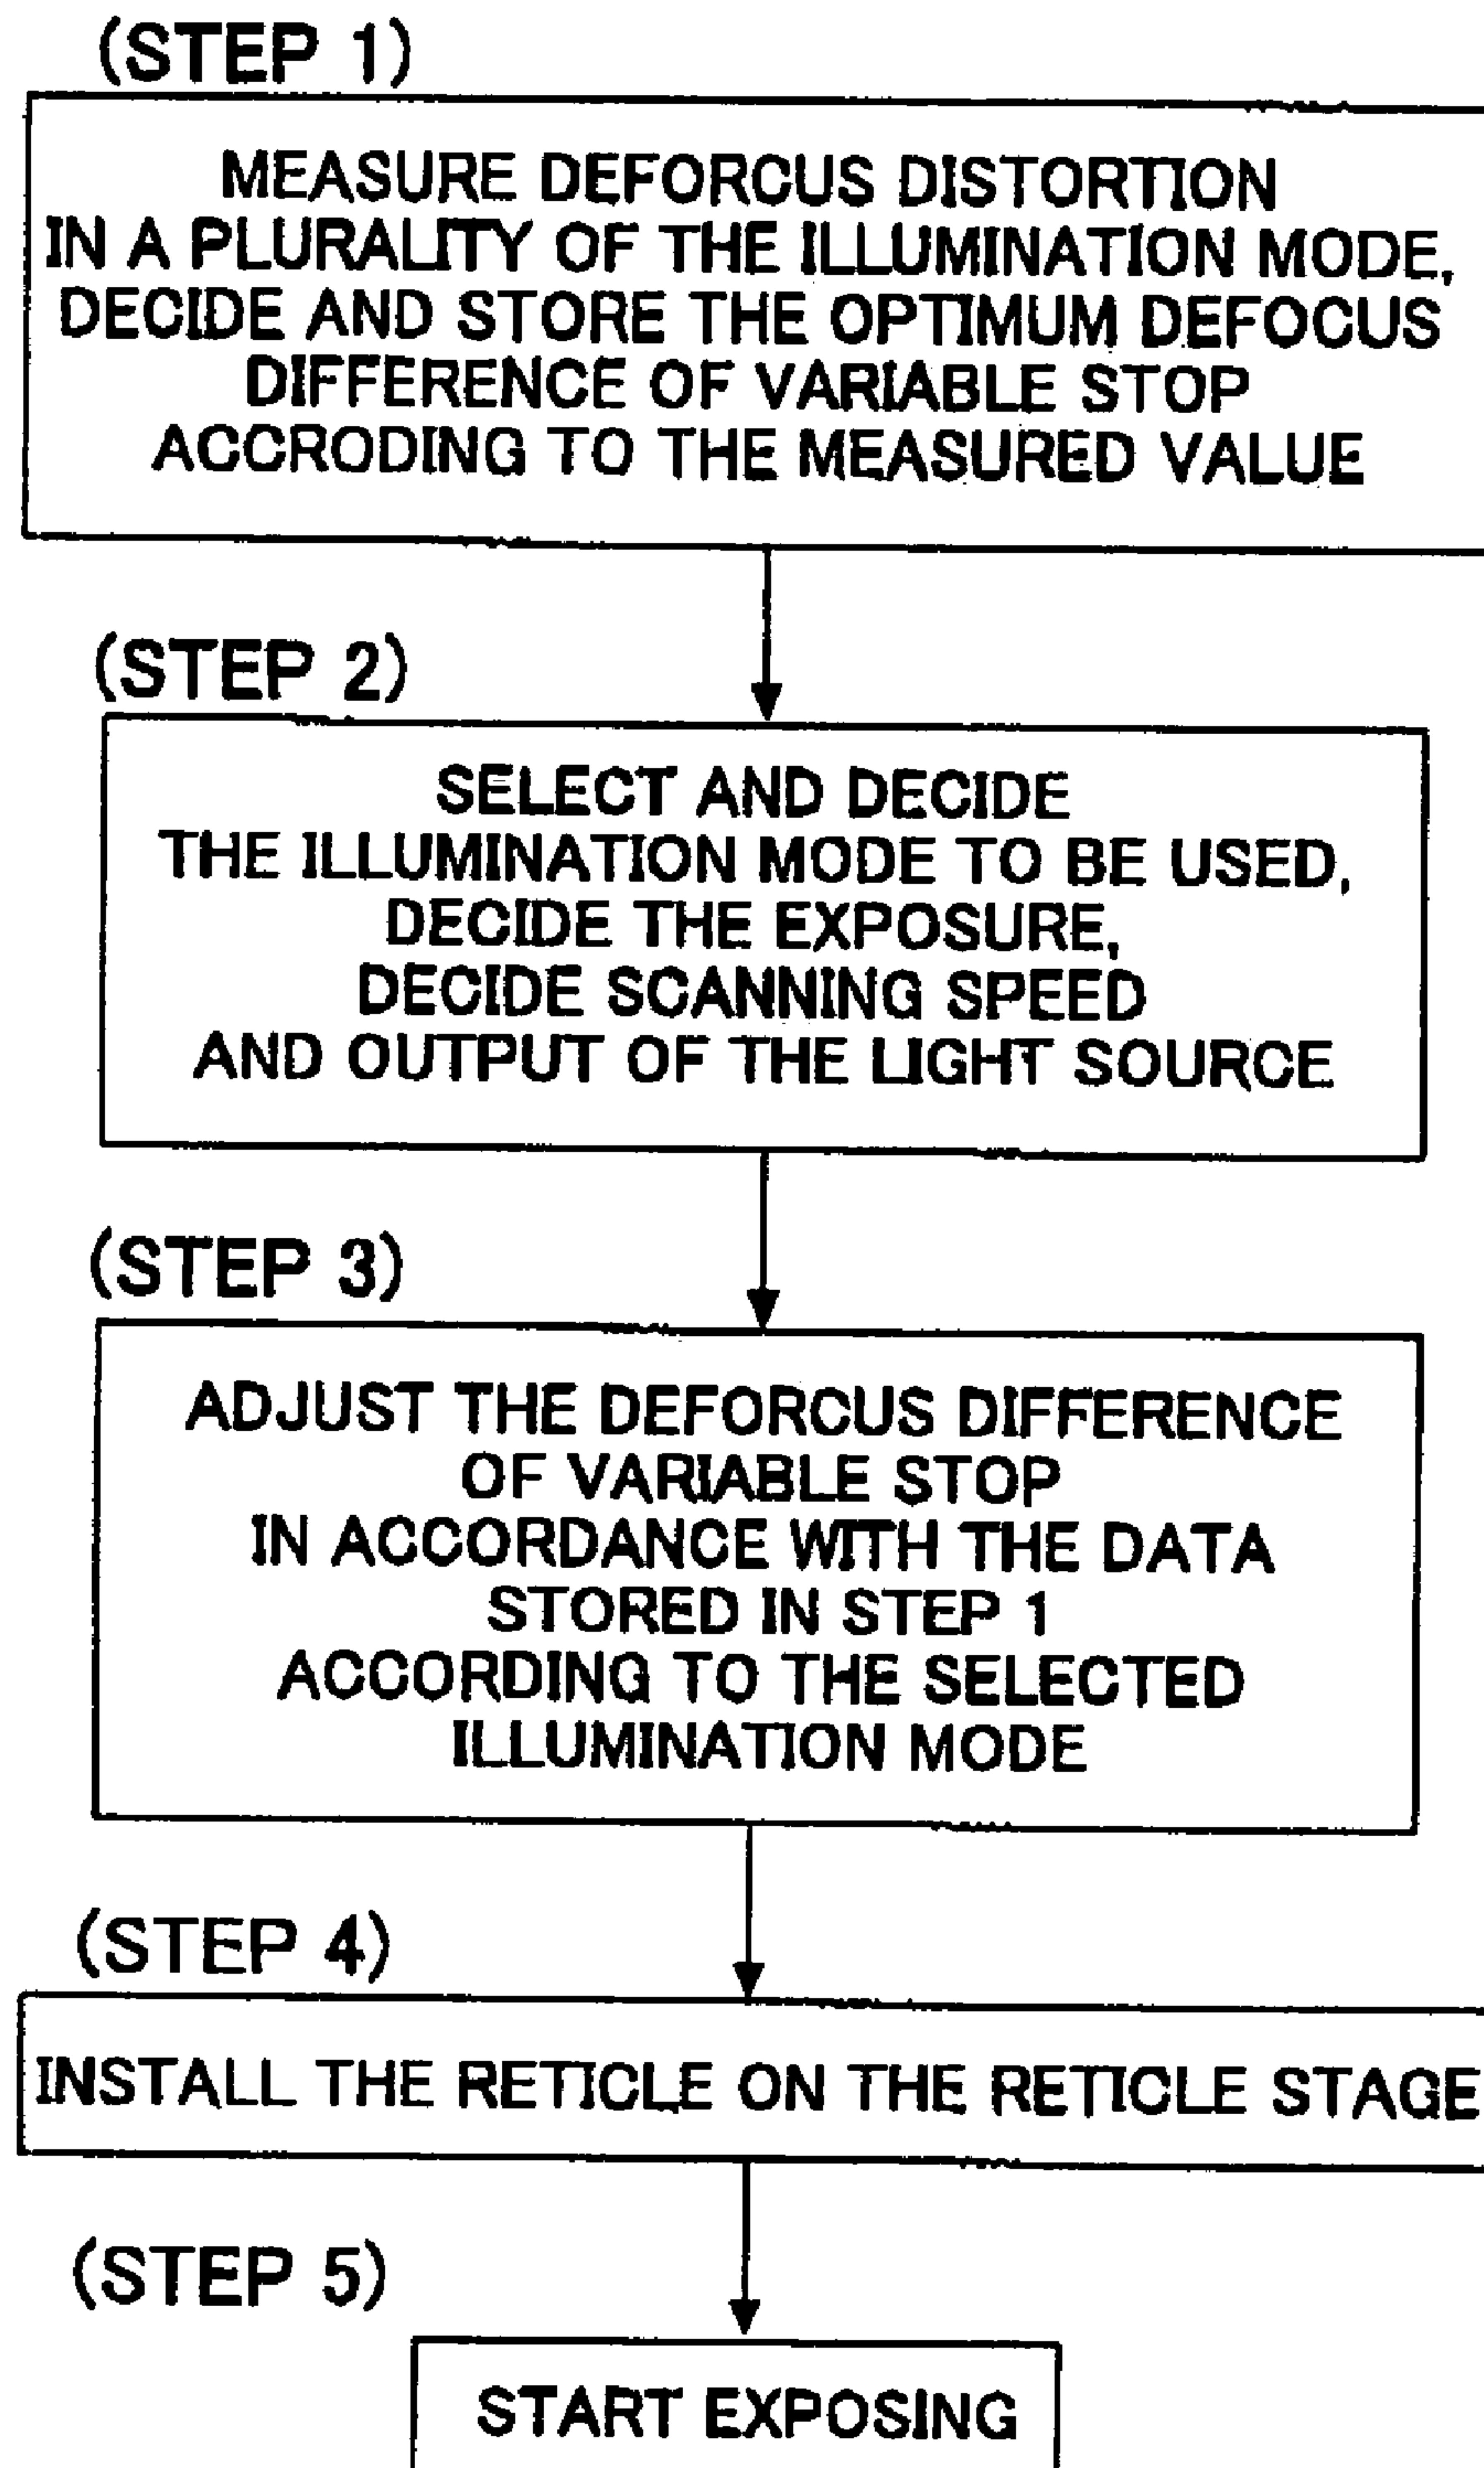 (STEP 1)
MEASURE DEFORCUS DISTORTION
IN A PLURALITY OF THE ILLUMINATION MODE,
DECIDE AND STORE THE OPTIMUM DEFOCUS
DIFFERENCE OF VARIABLE STOP
ACCRODING TO THE MEASURED VALUE
(STEP 2)
SELECT AND DECIDE
THE ILLUMINATION MODE TO BE USED,
DECIDE THE EXPOSURE,
DECIDE SCANNING SPEED
AND OUTPUT OF THE LIGHT SOURCE
(STEP 3)
ADJUST THE DEFORCUS DIFFERENCE
OF VARIABLE STOP
IN ACCORDANCE WITH THE DATA
STORED IN STEP 1
ACCORDING TO THE SELECTED
ILLUMINATION MODE
(STEP 4)
INSTALL THE RETICLE ON THE RETICLE STAGE
(STEP 5)
START EXPOSING